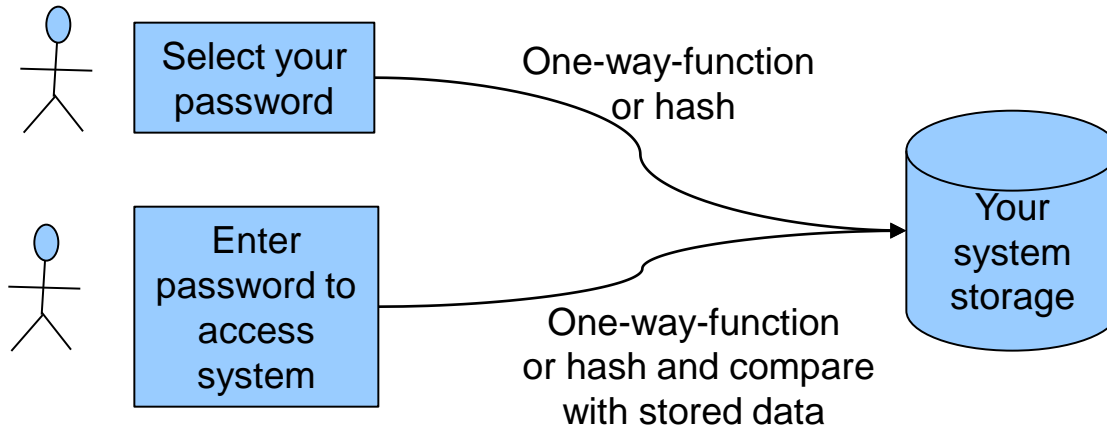 Select your
password
One-way-function
or hash
Enter
password to
access
system
One-way-function
or hash and compare
with stored data
Your
system
storage